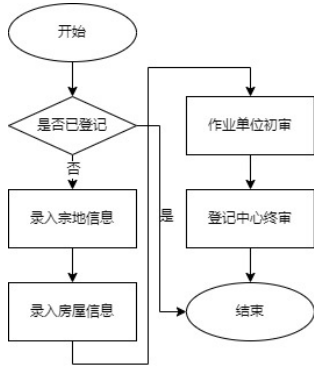 开始
是否已登记
否
录入宗地信息
录入房屋信息
作业单位初审
登记中心终审
是
结束